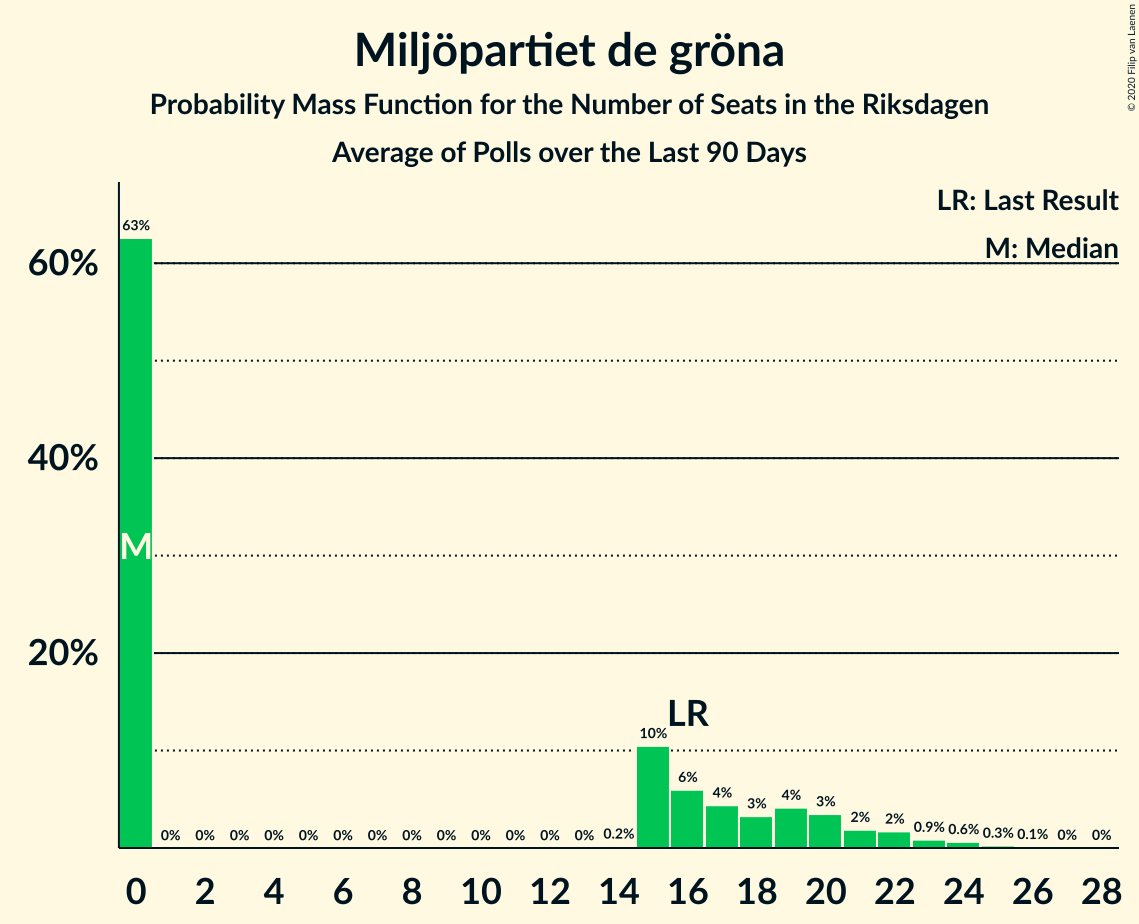 Miljöpartiet de gröna
Probability Mass Function for the Number of Seats in the Riksdagen
Average of Polls over the Last 90 Days
© 2020 Filip van Laenen
LR: Last Result
M: Median
63%
60%
40%
M
20%
LR
10%
6%
4%
3%
4%
3%
2%
2%
0% 0% 0% 0% 0% 0% 0% 0% 0% 0% 0% 0% 0% 0.2% 0.9% 0.6% 0.3% 0.1% 0% 0%
0 2 4 6 8 10 12 14 16 18 20 22 24 26 28